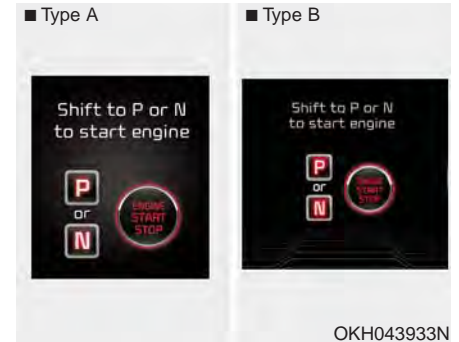 ■ Type A
Shift to P or N
to start engine
P
or
N
ENGINE
START
STOP
■ Type B
Shift to P or N
to start engine
P
or
N
ENGINE
START
STOP
OKH043933N